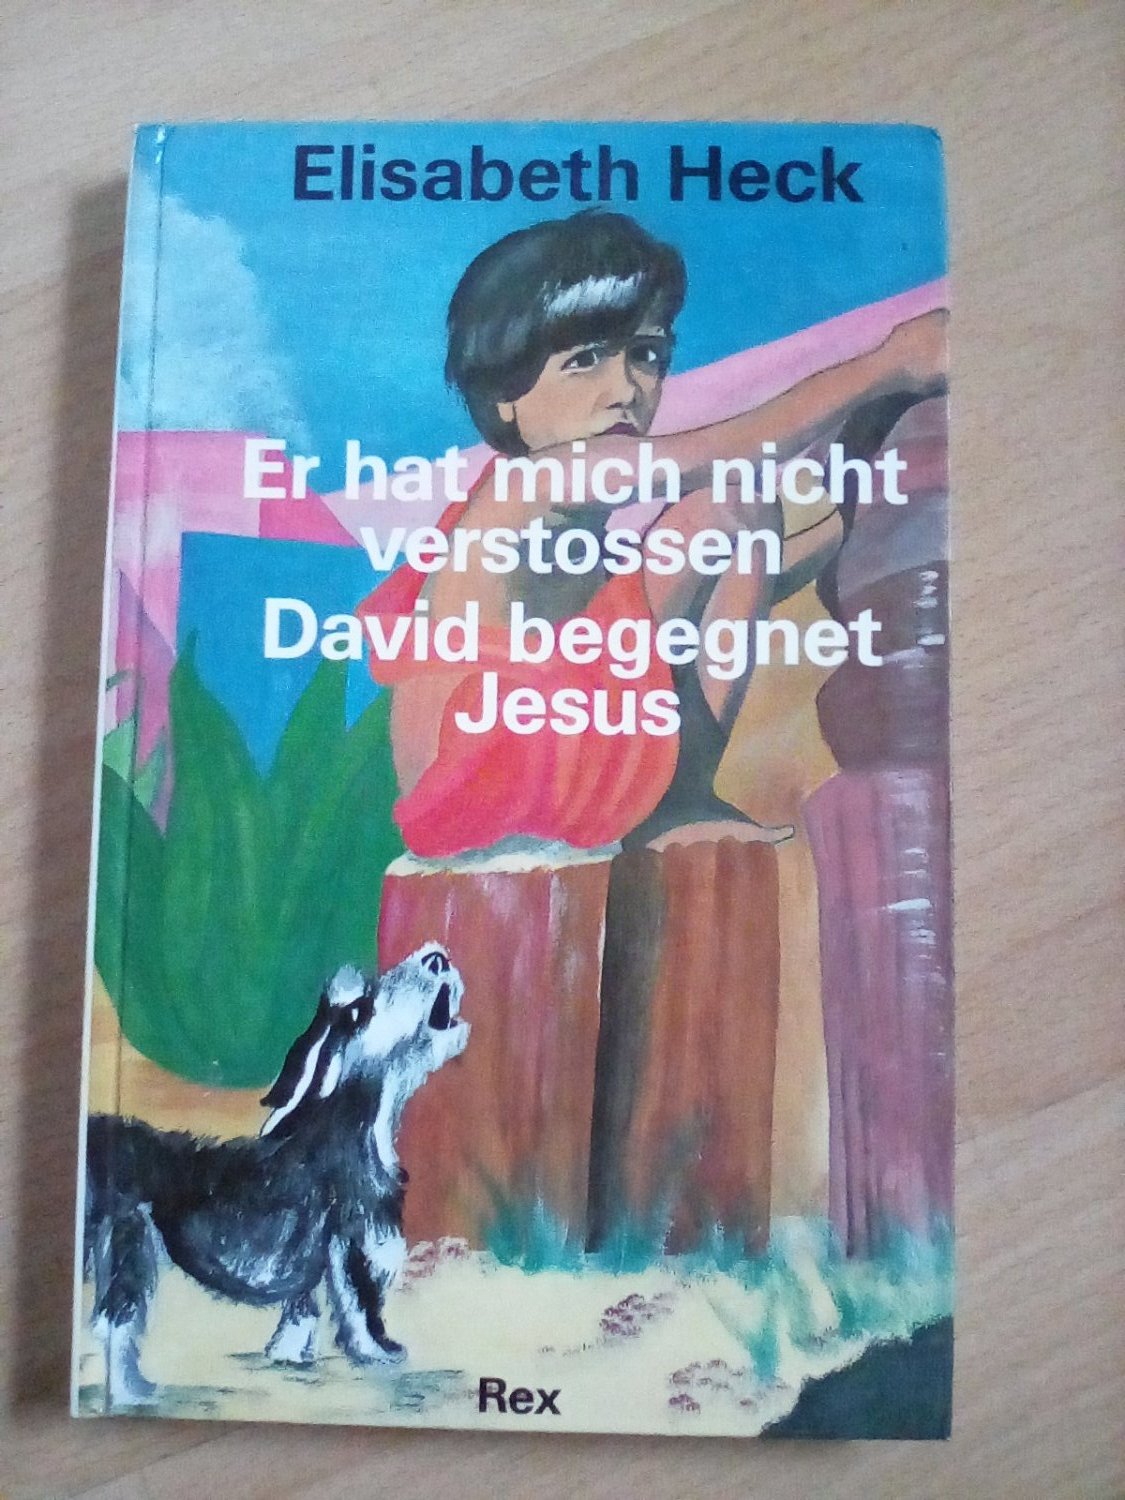 Elisabeth Heck
Er hat mich nicht
verstossen
David begegnet
Jesus
Rex